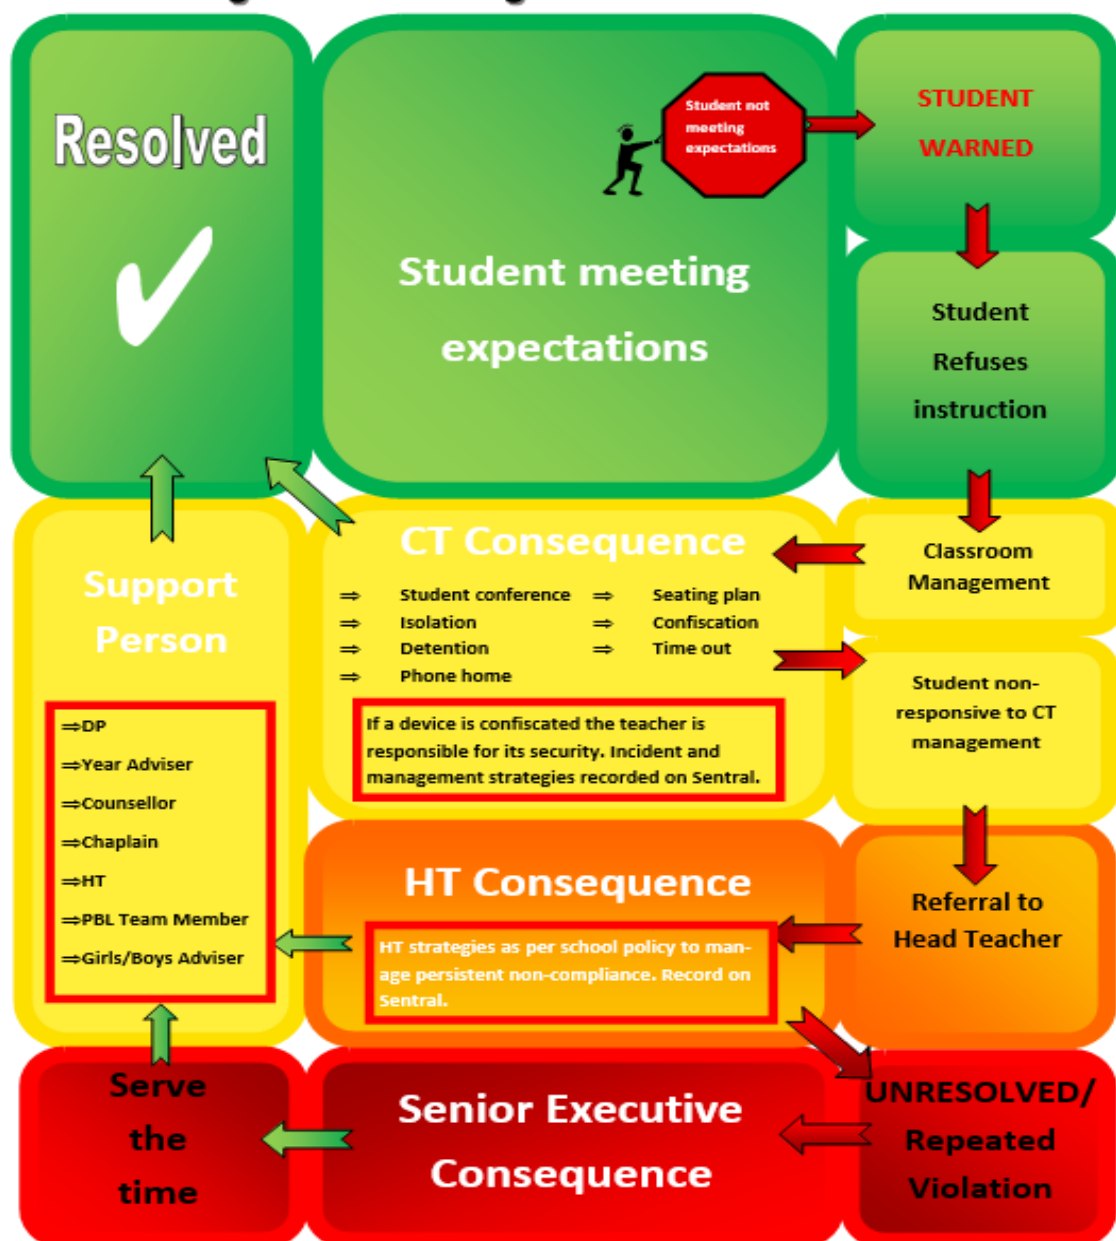 Resolved
Student not
meeting
expectations
STUDENT
WARNED
Student meeting
expectations
Student
Refuses
instruction
Support
Person
⇒DP
⇒Year Adviser
⇒Counsellor
⇒Chaplain
⇒HT
⇒PBL Team Member
⇒Girls/Boys Adviser
CT Consequence
⇒ Student conference ⇒ Seating plan
⇒ Isolation ⇒ Confiscation
⇒ Detention ⇒ Time out
⇒ Phone home
If a device is confiscated the teacher is
responsible for its security. Incident and
management strategies recorded on Sentral.
Classroom
Management
Student non-
responsive to CT
management
HT Consequence
HT strategies as per school policy to man-
age persistent non-compliance. Record on
Sentral.
Referral to
Head Teacher
Serve
the
time
Senior Executive
Consequence
UNRESOLVED/
Repeated
Violation